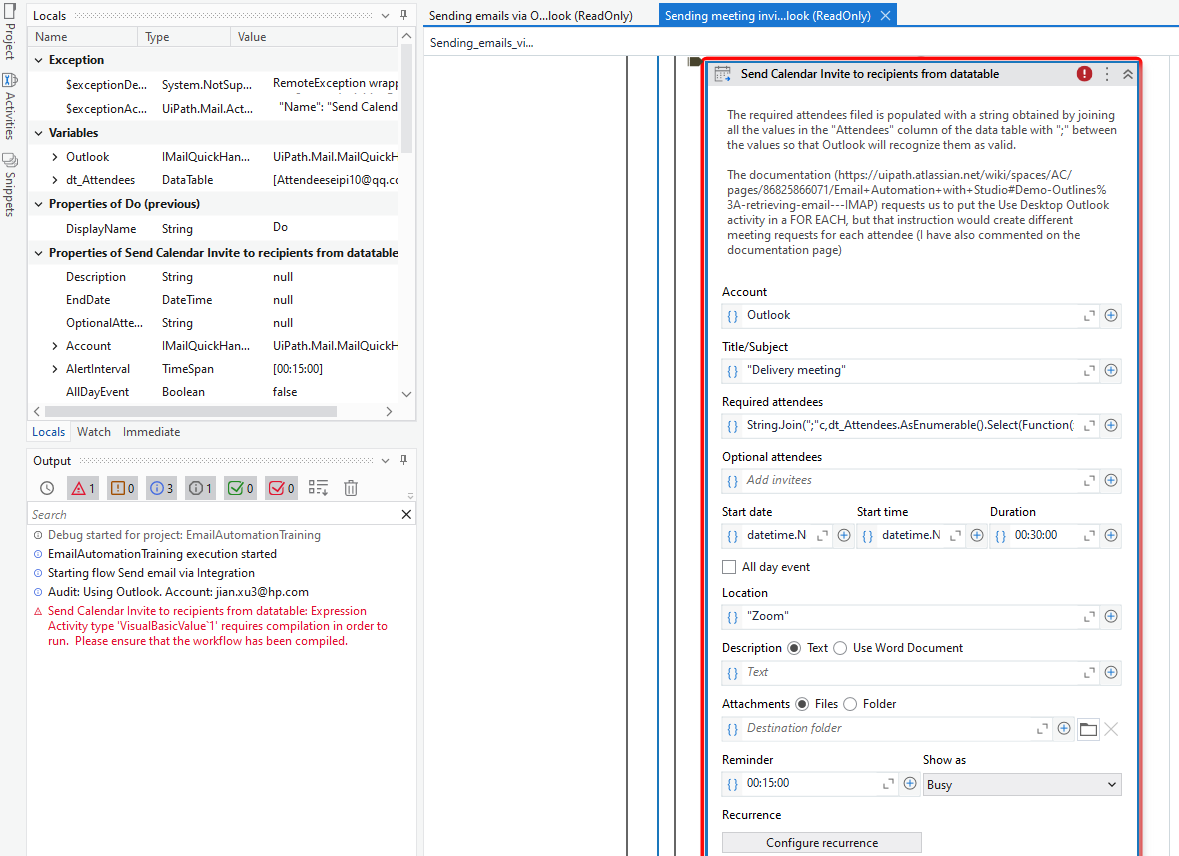 Project
Activities
Snippets
Locals
Name Type Value
Exception
$exceptionDe... System.NotSup... RemoteException wrapp
$exceptionAc... UiPath.Mail.Act... "Name": "Send Calend
Variables
Outlook IMailQuickHan... UiPath.Mail.MailQuickH
dt_Attendees DataTable [Attendeeseipi10@qq.cc
Properties of Do (previous)
DisplayName String Do
Properties of Send Calendar Invite to recipients from datatable
Description String null
EndDate DateTime null
OptionalAtte... String null
Account IMailQuickHan... UiPath.Mail.MailQuickH
AlertInterval TimeSpan [00:15:00]
AllDayEvent Boolean false
Locals Watch Immediate
Output
1 0 3 1 0 0
Search
Debug started for project: EmailAutomationTraining
EmailAutomationTraining execution started
Starting flow Send email via Integration
Audit: Using Outlook. Account: jian.xu3@hp.com
Send Calendar Invite to recipients from datatable: Expression
Activity type 'VisualBasicValue`1' requires compilation in order to
run. Please ensure that the workflow has been compiled.
Sending emails via O...look (ReadOnly) Sending meeting invi...look (ReadOnly)
Sending_emails_vi...
Send Calendar Invite to recipients from datatable
The required attendees filed is populated with a string obtained by joining
all the values in the "Attendees" column of the data table with ";" between
the values so that Outlook will recognize them as valid.
The documentation (https://uipath.atlassian.net/wiki/spaces/AC/
pages/86825866071/Email+Automation+with+Studio#Demo-Outlines%
3A-retrieving-email---IMAP) requests us to put the Use Desktop Outlook
activity in a FOR EACH, but that instruction would create different
meeting requests for each attendee (I have also commented on the
documentation page)
Account
Outlook
Title/Subject
"Delivery meeting"
Required attendees
String.Join(";"c,dt_Attendees.AsEnumerable().Select(Function(
Optional attendees
Add invitees
Start date Start time Duration
datetime.N datetime.N 00:30:00
All day event
Location
"Zoom"
Description Text Use Word Document
Text
Attachments Files Folder
Destination folder
Reminder Show as
00:15:00 Busy
Recurrence
Configure recurrence